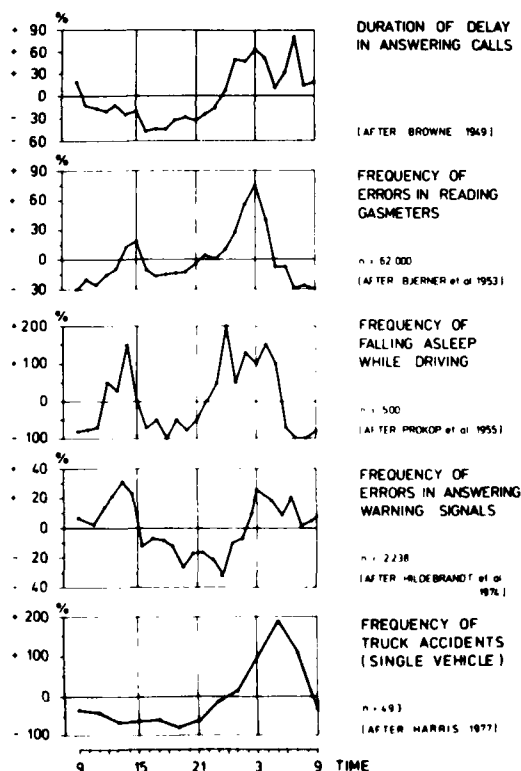 %
+ 90
+ 60
+ 30
0
- 30
- 60
DURATION OF DELAY
IN ANSWERING CALLS
[AFTER BROWNE 1949]
%
+ 90
+ 60
+ 30
0
- 30
FREQUENCY OF
ERRORS IN READING
GASMETERS
n = 62 000
[AFTER BJERNER et al 1953]
%
+ 200
+ 100
0
- 100
FREQUENCY OF
FALLING ASLEEP
WHILE DRIVING
n = 500
[AFTER PROKOP et al 1955]
%
+ 40
+ 20
0
- 20
- 40
FREQUENCY OF
ERRORS IN ANSWERING
WARNING SIGNALS
n = 2238
[AFTER HILDEBRANDT et al
1974]
%
+ 200
+ 100
0
- 100
FREQUENCY OF
TRUCK ACCIDENTS
(SINGLE VEHICLE)
n = 493
[AFTER HARRIS 1977]
9 15 21 3 9 TIME